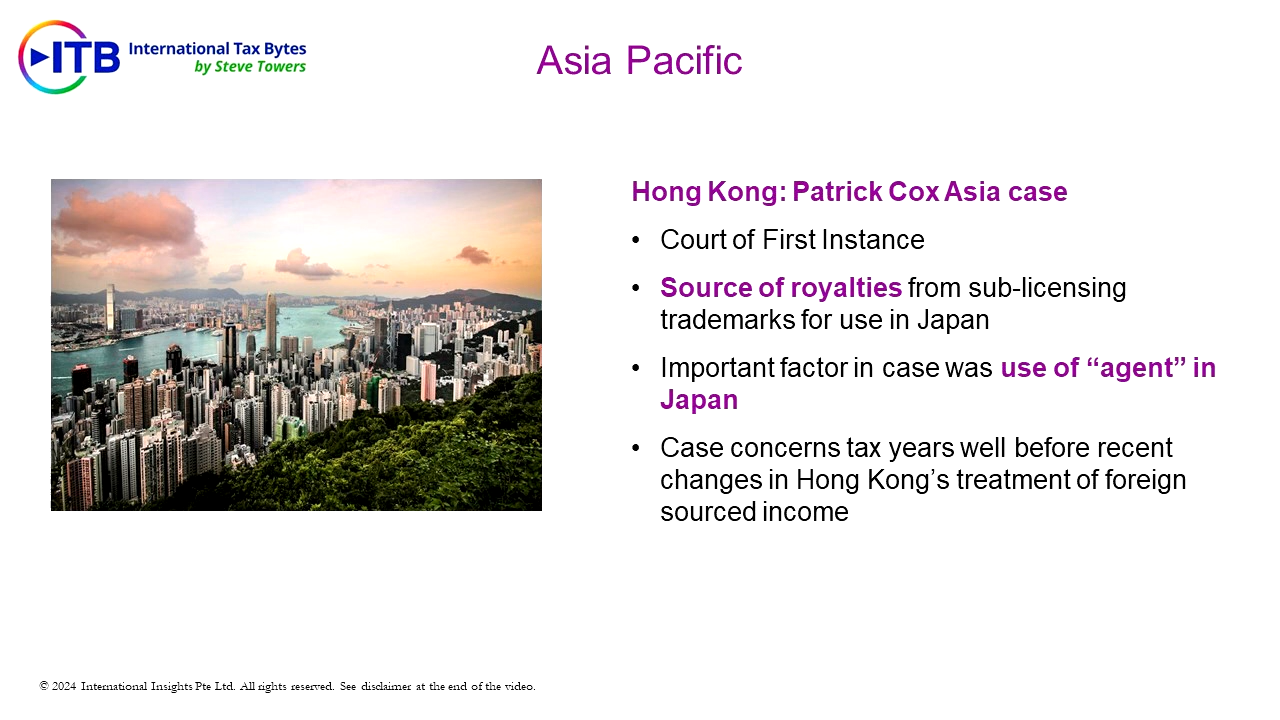 ITB International Tax Bytes
by Steve Towers
Asia Pacific
Hong Kong: Patrick Cox Asia case
• Court of First Instance
• Source of royalties from sub-licensing
trademarks for use in Japan
• Important factor in case was use of “agent” in
Japan
• Case concerns tax years well before recent
changes in Hong Kong’s treatment of foreign
sourced income
© 2024 International Insights Pte Ltd. All rights reserved. See disclaimer at the end of the video.